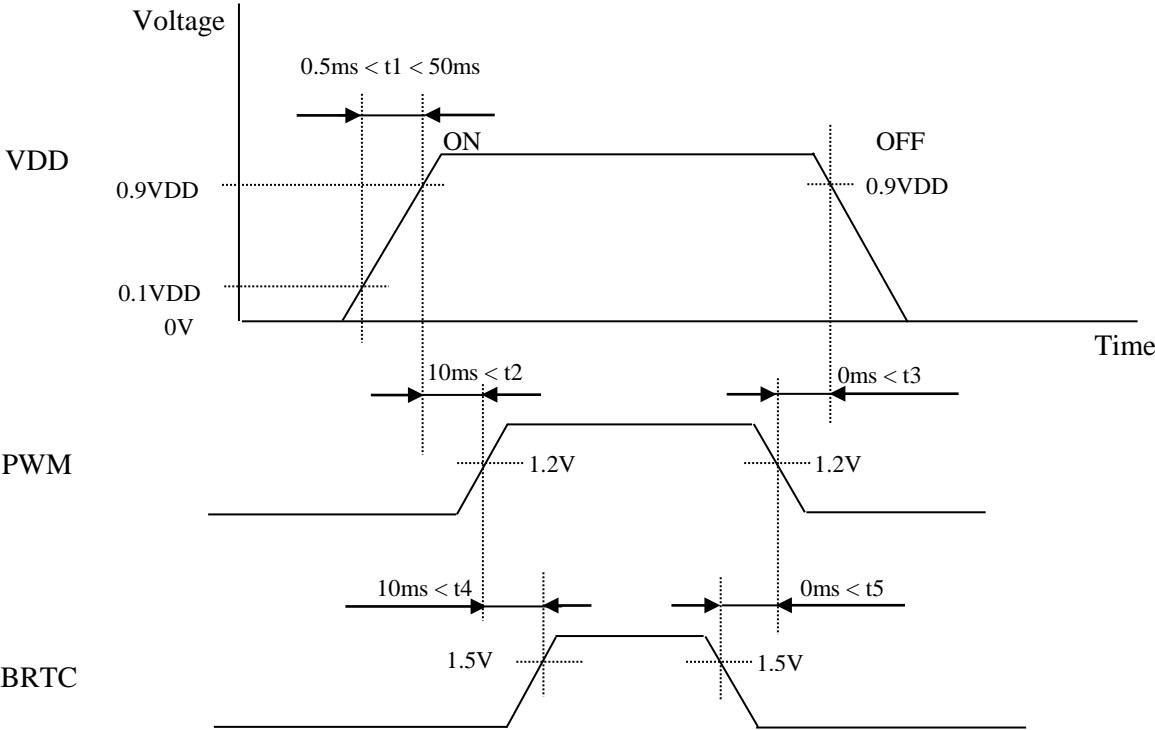 Voltage
0.5ms < t1 < 50ms
ON
OFF
VDD
0.9VDD
0.9VDD
0.1VDD
0V
Time
10ms < t2
0ms < t3
PWM
1.2V
1.2V
10ms < t4
0ms < t5
BRTC
1.5V
1.5V